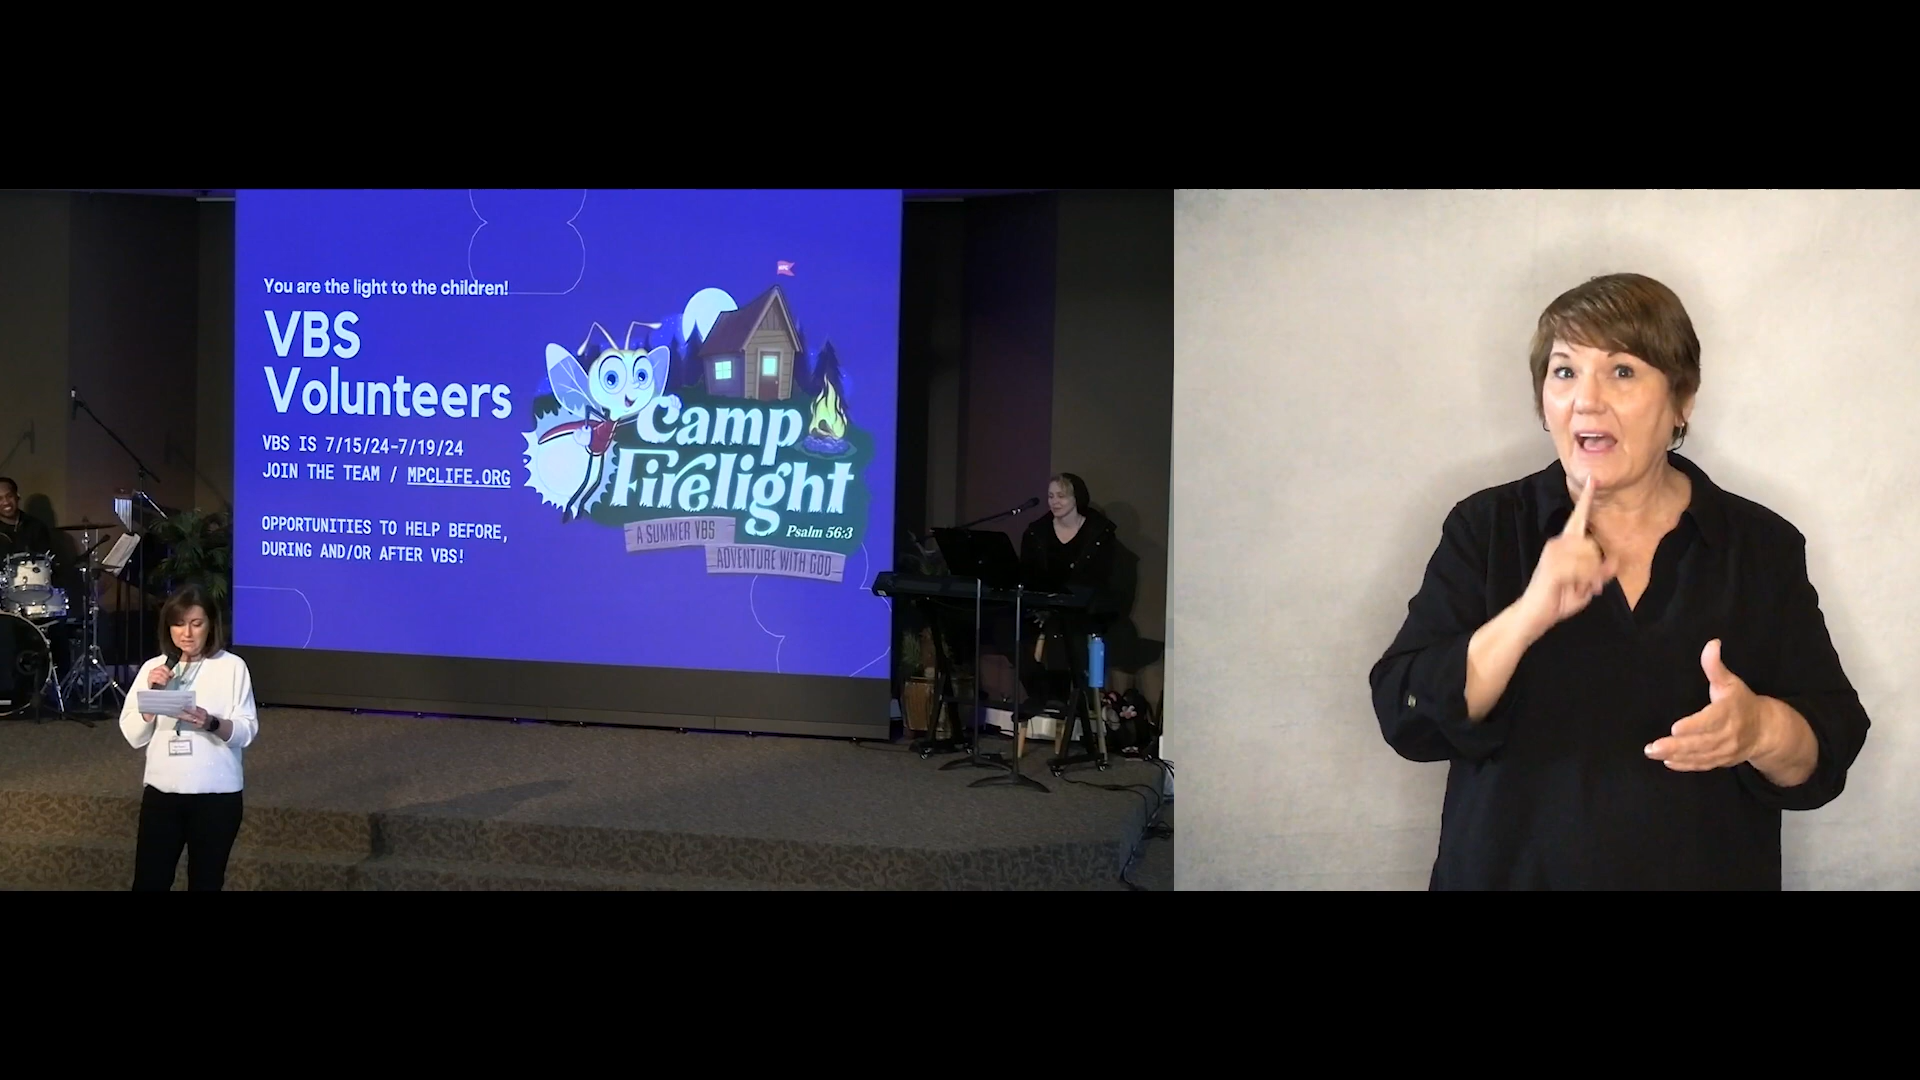 You are the light to the children!
VBS
Volunteers
VBS IS 7/15/24-7/19/24
JOIN THE TEAM / MPCLIFE.ORG
OPPORTUNITIES TO HELP BEFORE,
DURING AND/OR AFTER VBS!
MPC
Camp
Firelight
Psalm 56:3
A SUMMER VBS
ADVENTURE WITH GOD